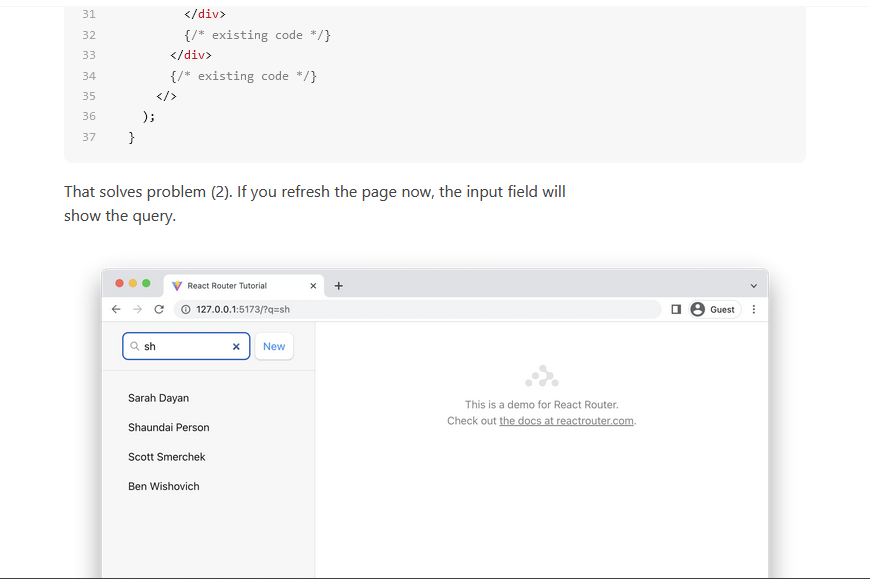 31 </div>
32 {/* existing code */}
33 </div>
34 {/* existing code */}
35 </>
36 );
37 }
That solves problem (2). If you refresh the page now, the input field will
show the query.
React Router Tutorial
127.0.0.1:5173/?q=sh
Guest
sh
New
This is a demo for React Router.
Check out the docs at reactrouter.com.
Sarah Dayan
Shaundai Person
Scott Smerchek
Ben Wishovich